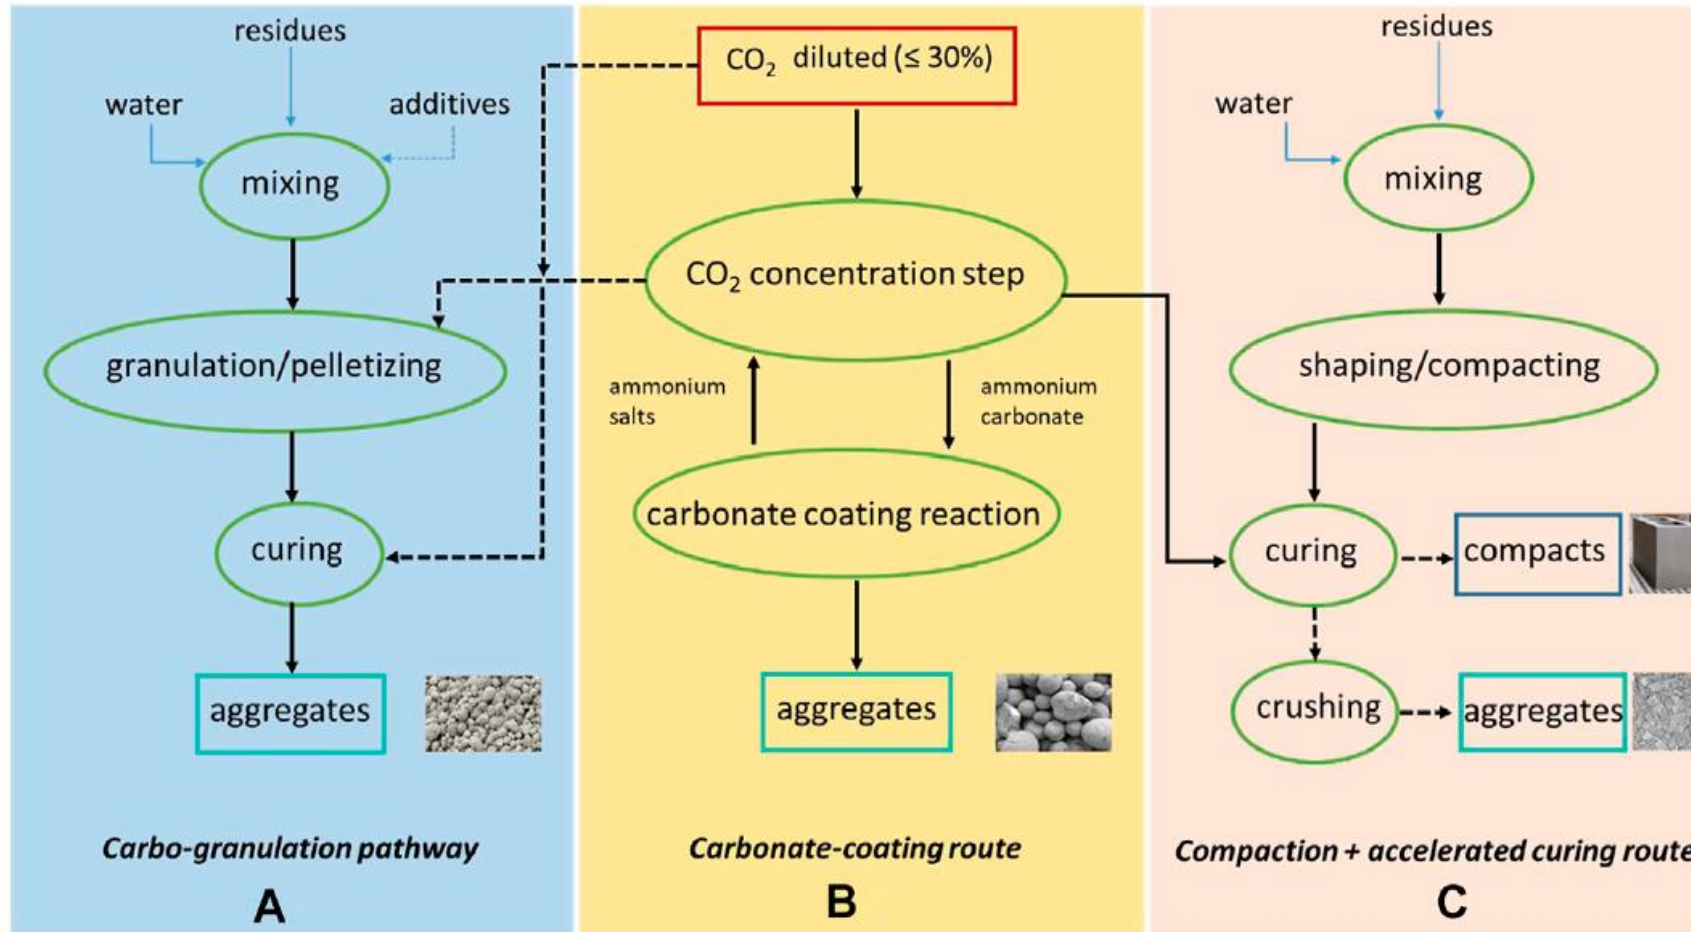 residues
water
additives
mixing
granulation/pelletizing
curing
aggregates
Carbo-granulation pathway
A
CO₂ diluted (≤ 30%)
CO₂ concentration step
ammonium
salts
ammonium
carbonate
carbonate coating reaction
aggregates
Carbonate-coating route
B
residues
water
mixing
shaping/compacting
curing
compacts
crushing
aggregates
Compaction + accelerated curing route
C